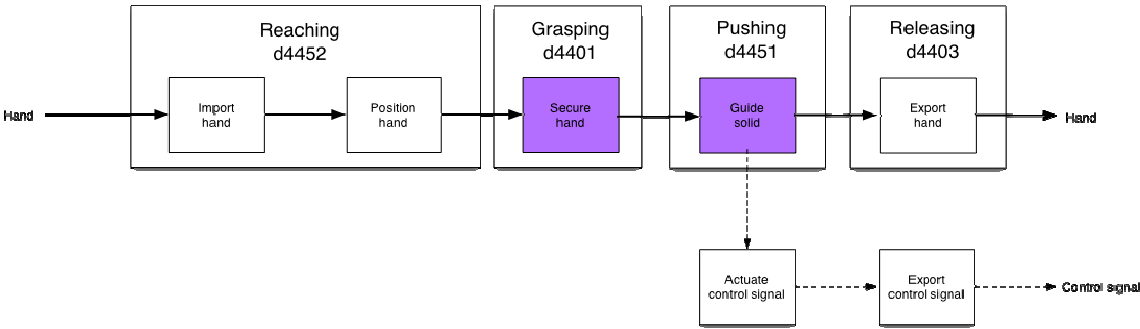 Reaching
d4452
Grasping
d4401
Pushing
d4451
Releasing
d4403
Hand
Import
hand
Position
hand
Secure
hand
Guide
solid
Export
hand
Hand
Actuate
control signal
Export
control signal
Control signal